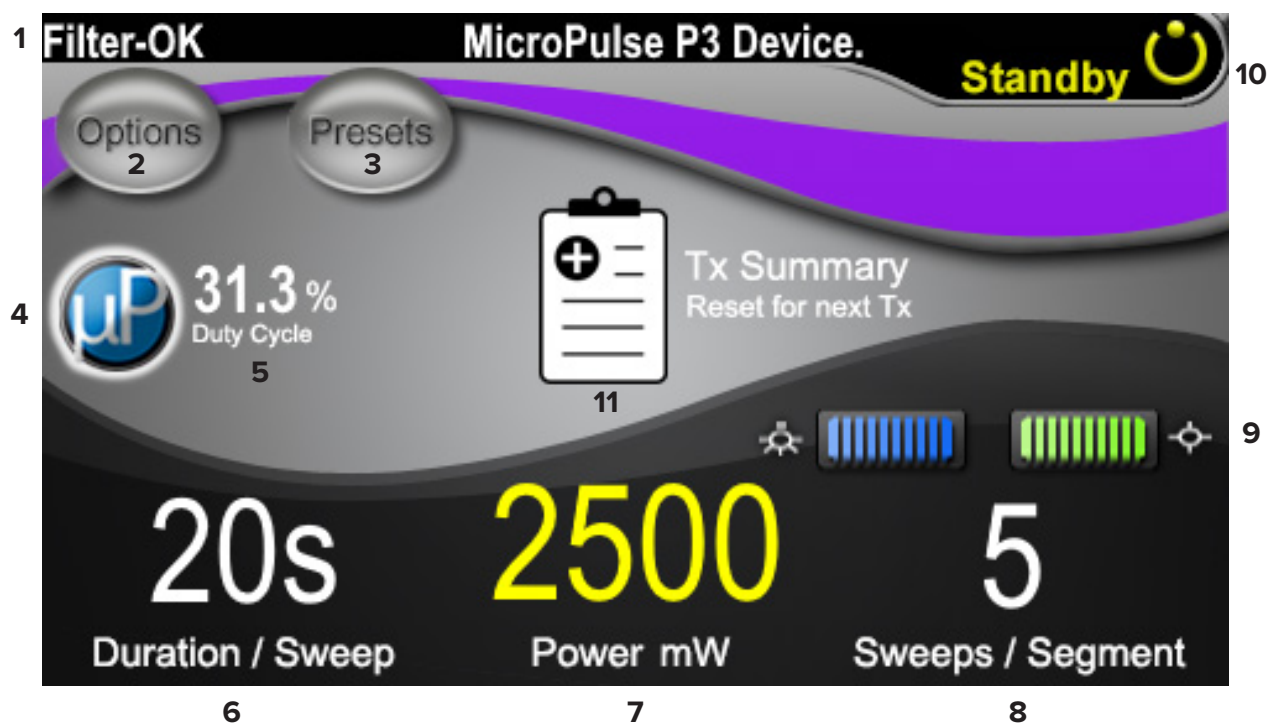 1 Filter-OK MicroPulse P3 Device.
Standby 10
Options Presets
2 3
4 µP 31.3 % Tx Summary
Duty Cycle Reset for next Tx
5
11
9
20s 2500 5
Duration / Sweep Power mW Sweeps / Segment
6 7 8